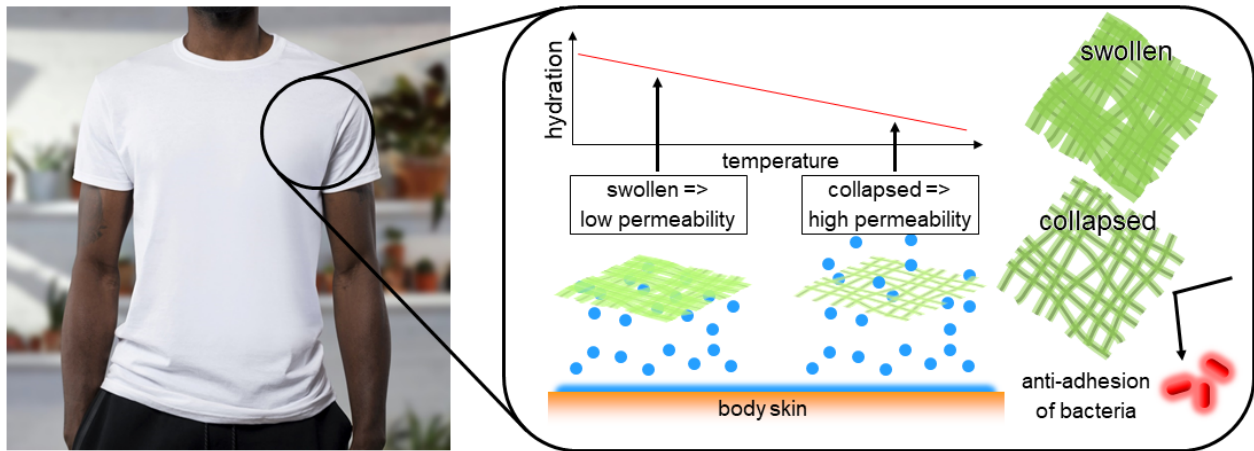 hydration
temperature
swollen =>
low permeability
collapsed =>
high permeability
body skin
swollen
collapsed
anti-adhesion
of bacteria